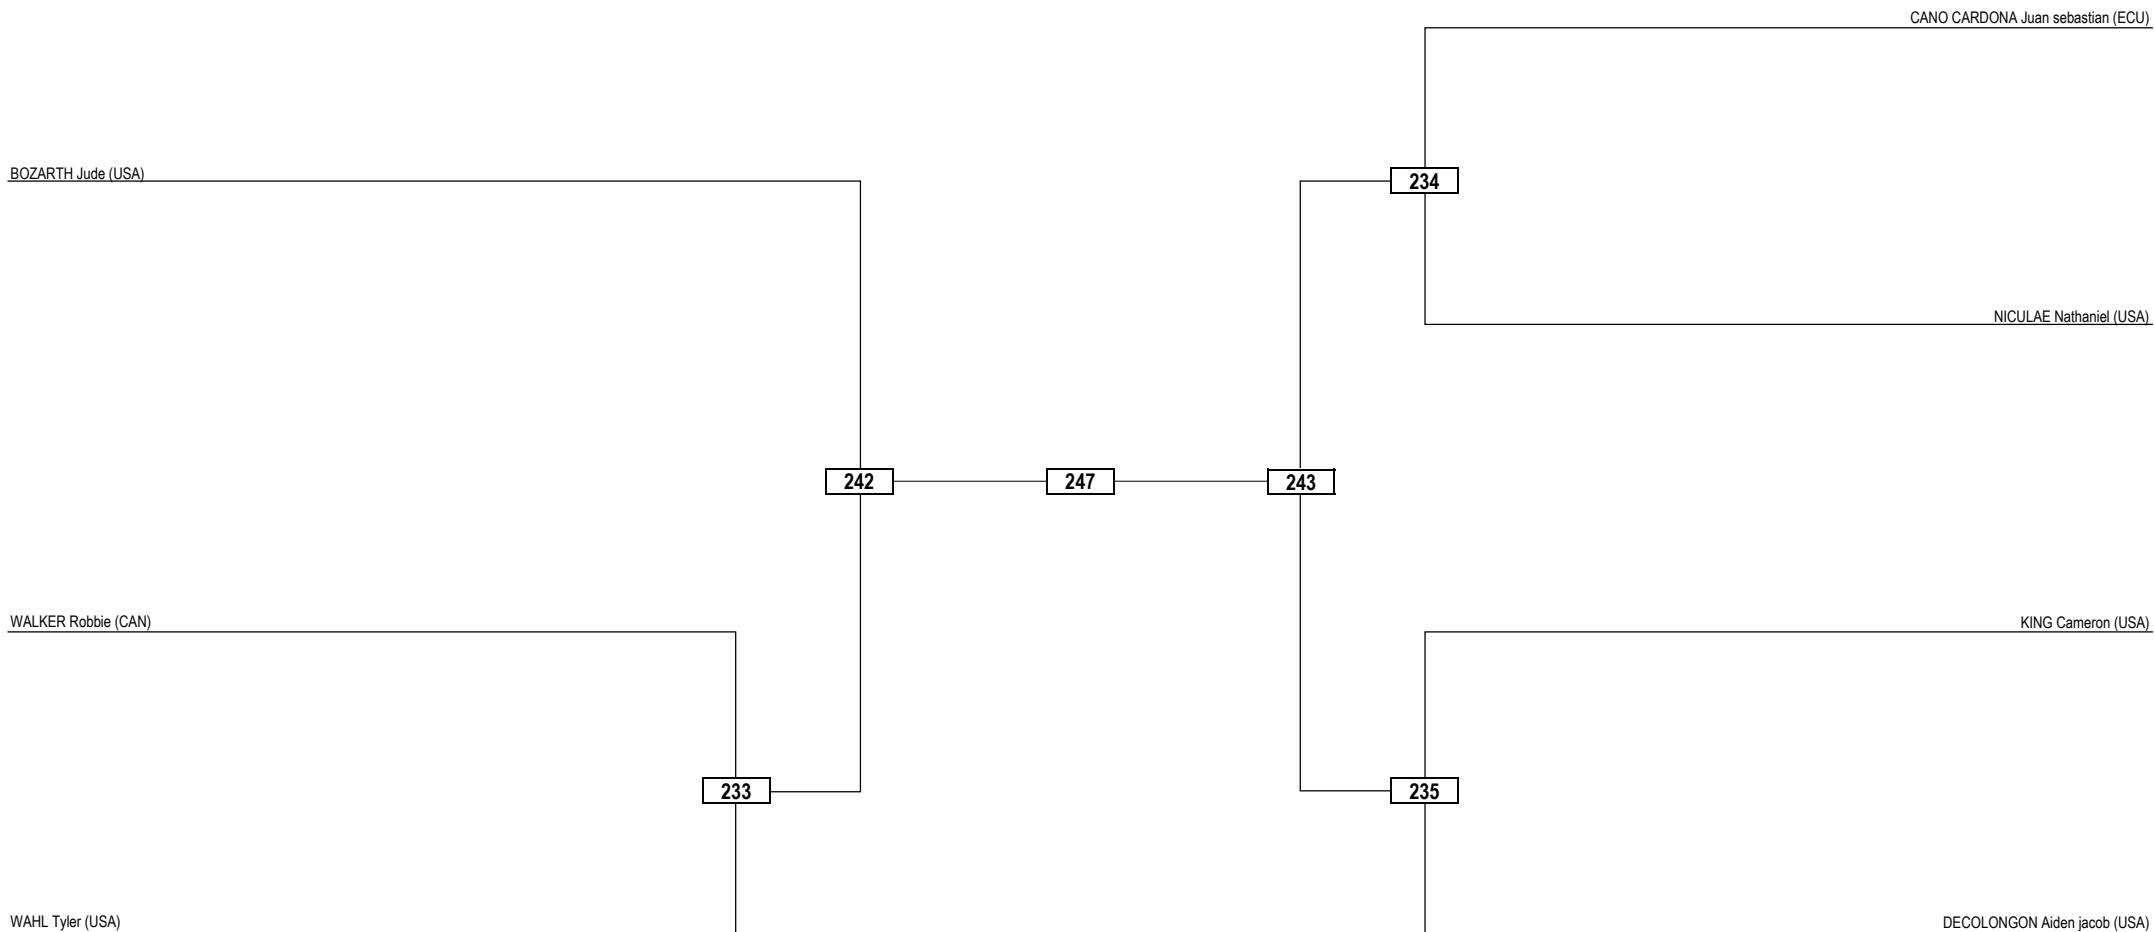 CANO CARDONA Juan sebastian (ECU)
BOZARTH Jude (USA)
234
NICULAE Nathaniel (USA)
242
247
243
WALKER Robbie (CAN)
KING Cameron (USA)
233
235
WAHL Tyler (USA)
DECOLONGON Aiden jacob (USA)